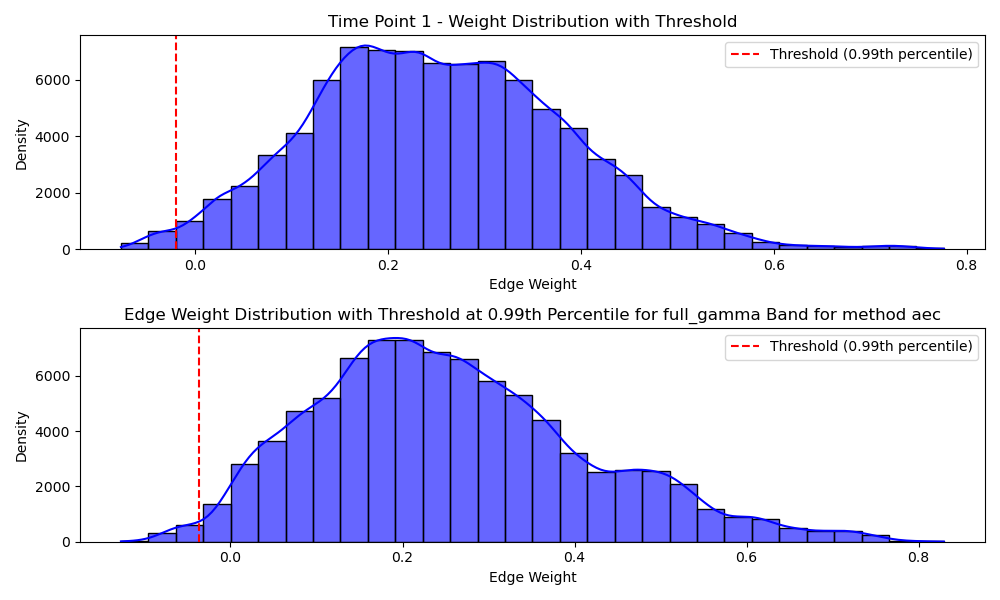 Time Point 1 - Weight Distribution with Threshold
Threshold (0.99th percentile)
Density
6000
4000
2000
0
0.0 0.2 0.4 0.6 0.8
Edge Weight
Edge Weight Distribution with Threshold at 0.99th Percentile for full_gamma Band for method aec
Threshold (0.99th percentile)
Density
6000
4000
2000
0
0.0 0.2 0.4 0.6 0.8
Edge Weight